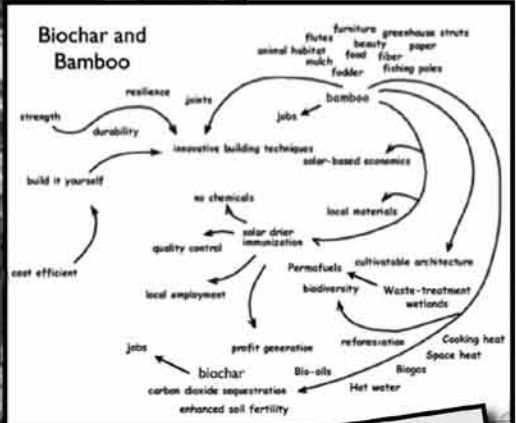 Biochar and
Bamboo
furniture
flutes
greenhouse struts
beauty
paper
animal habitat
food
fiber
mulch
fishing poles
fodder
resilience
joints
bamboo
strength
jobs
durability
innovative building techniques
solar-based economics
build it yourself
no chemicals
local materials
solar drier
immunization
quality control
cultivatable architecture
Permafuels
cost efficient
biodiversity
Waste-treatment
wetlands
local employment
jobs
profit generation
reforestation
Cooking heat
Space heat
biochar
Bio-oils
Biogas
carbon dioxide sequestration
Hot water
enhanced soil fertility